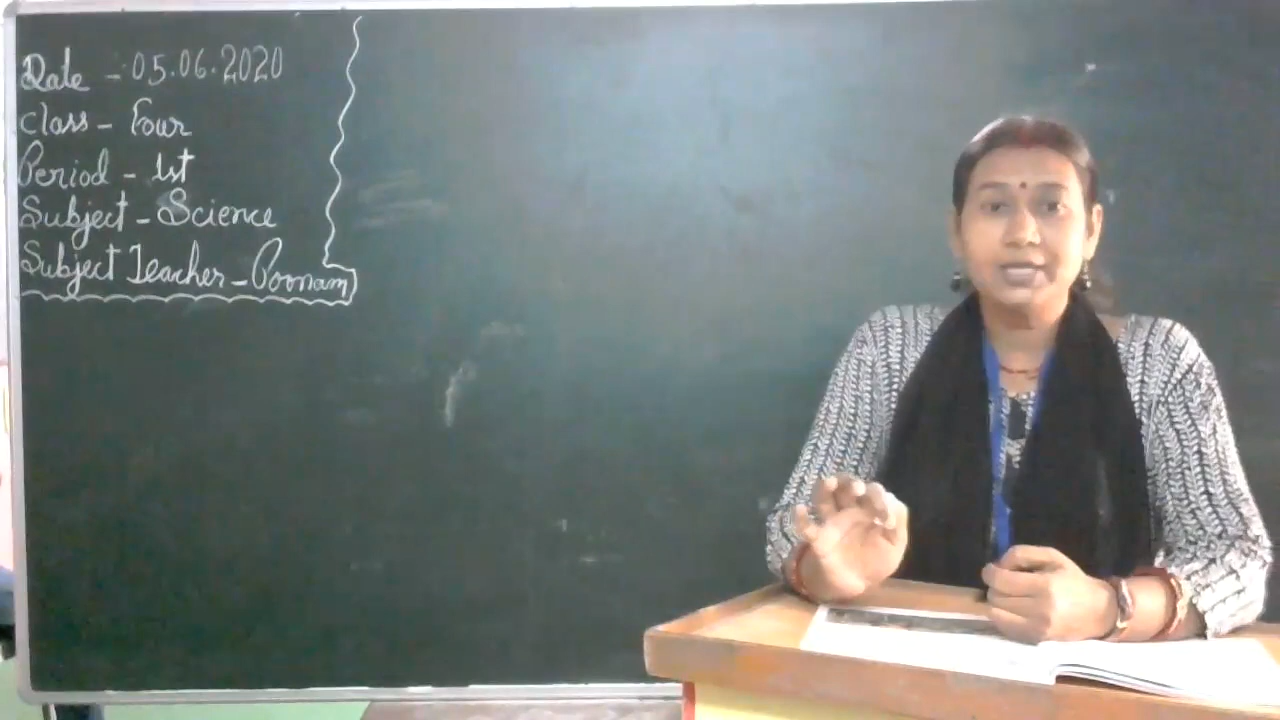 Date - 05.06.2020
Class - Four
Period - 1st
Subject - Science
Subject Teacher - Poonam